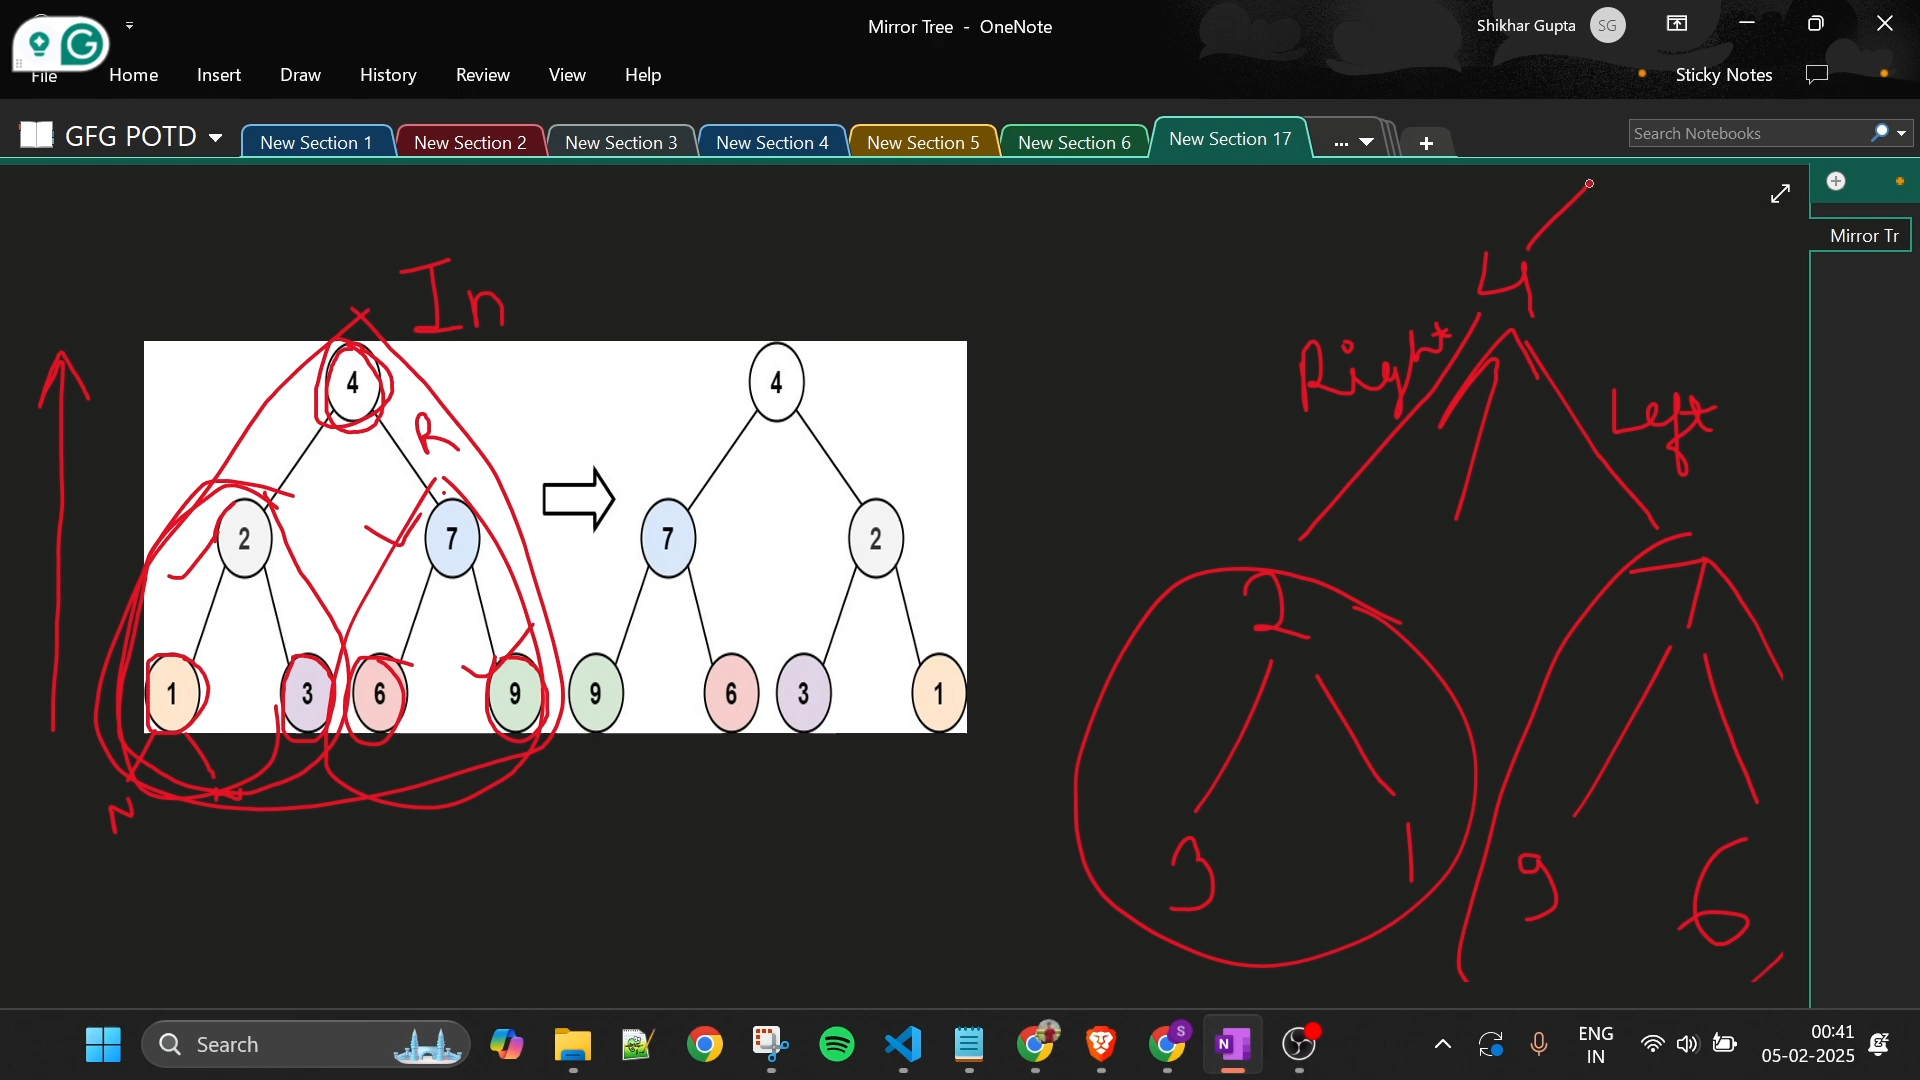 Mirror Tree - OneNote
Shikhar Gupta
SG
File
Home
Insert
Draw
History
Review
View
Help
Sticky Notes
GFG POTD
New Section 1
New Section 2
New Section 3
New Section 4
New Section 5
New Section 6
New Section 17
...
+
Search Notebooks
Mirror Tr
In
4
R
2
7
1
3
6
9
N
N
4
7
2
9
6
3
1
4
Right
Left
2
3
1
9
6
Search
S
N
ENG
IN
00:41
05-02-2025